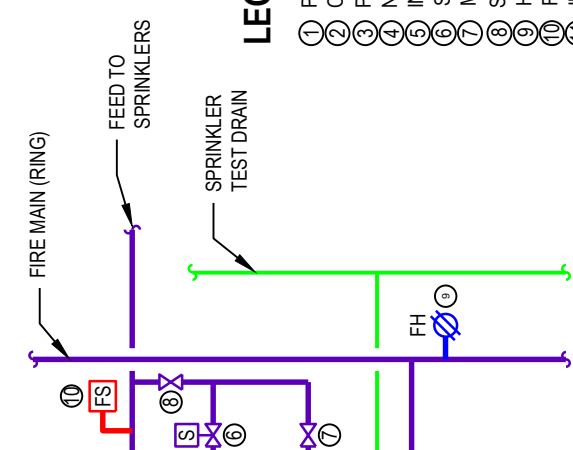 FIRE MAIN (RING)
FEED TO
SPRINKLERS
SPRINKLER
TEST DRAIN
FH
9
10
FS
8
S
6
7
LEG
1 F
2
3 F
4 N
5 IN
6 S
7 M
8 S
9 H
10 F